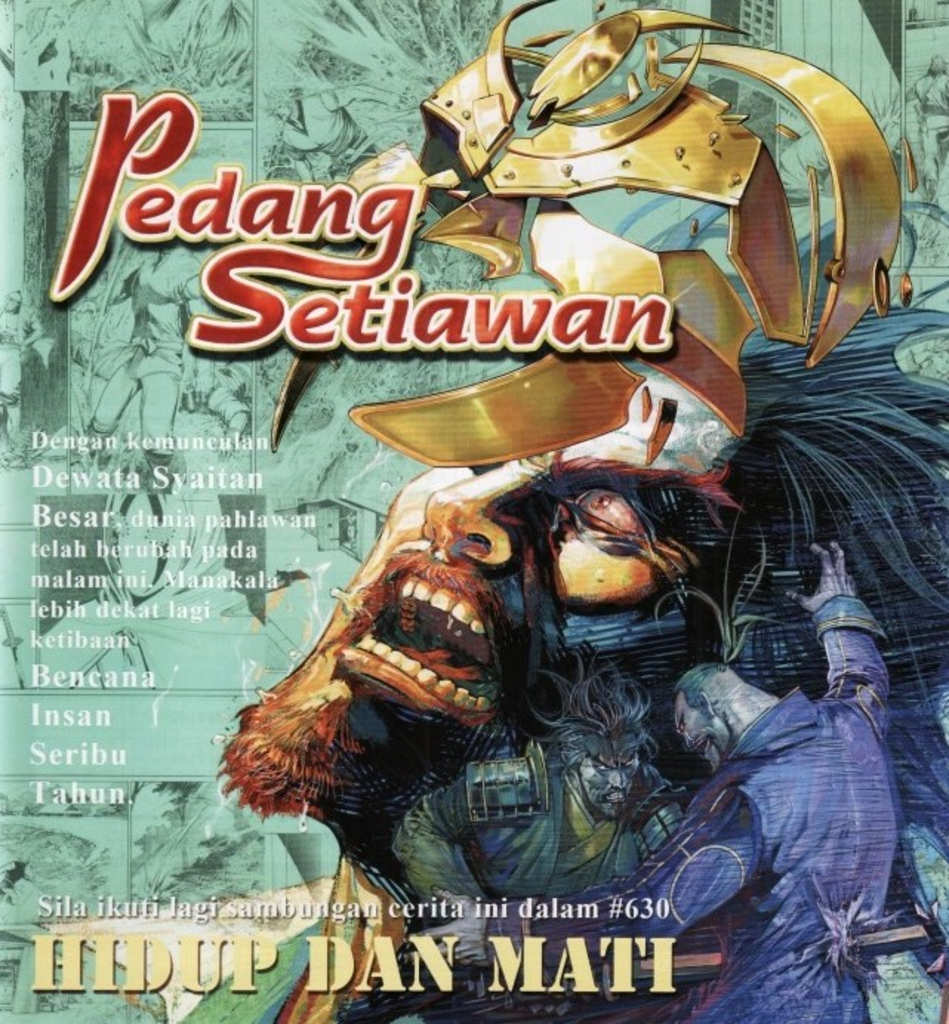 Pedang
Setiawan
Dengan kemunculan
Dewata Syaitan
Besar, dunia pahlawan
telah berubah pada
malam ini. Manakala
lebih dekat lagi
ketibaan
Bencana
Insan
Seribu
Tahun.
Sila ikuti lagi sambungan cerita ini dalam #630
HIDUP DAN MATI